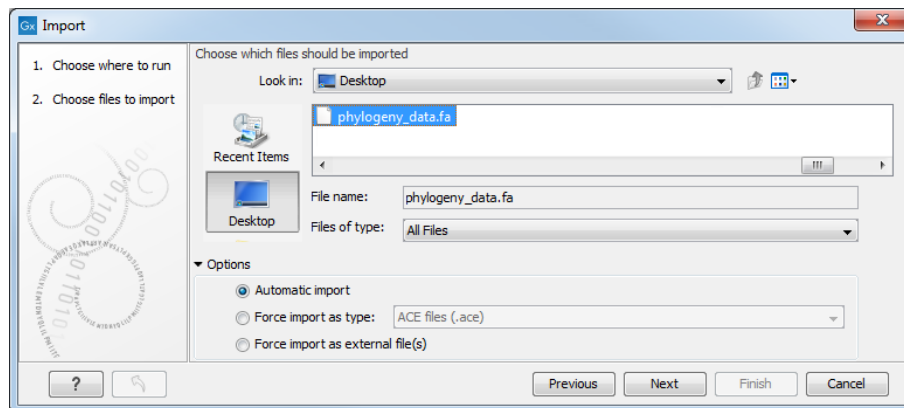 Gx Import
X
1. Choose where to run
2. Choose files to import
Choose which files should be imported
Look in: Desktop
phylogeny_data.fa
Recent Items
Desktop
File name: phylogeny_data.fa
Files of type: All Files
Options
Automatic import
Force import as type: ACE files (.ace)
Force import as external file(s)
? Previous Next Finish Cancel